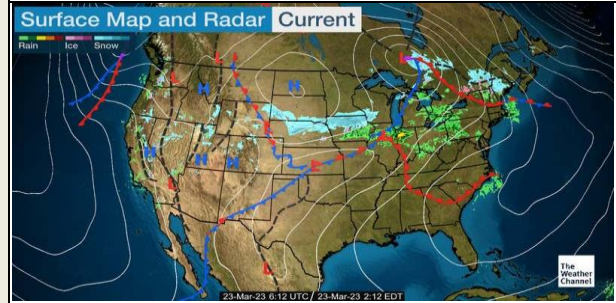 Surface Map and Radar Current
Rain Ice Snow
L L H H L
L H H H
L L
L
The
Weather
Channel
23-Mar-23 6:12 UTC / 23-Mar-23 2:12 EDT